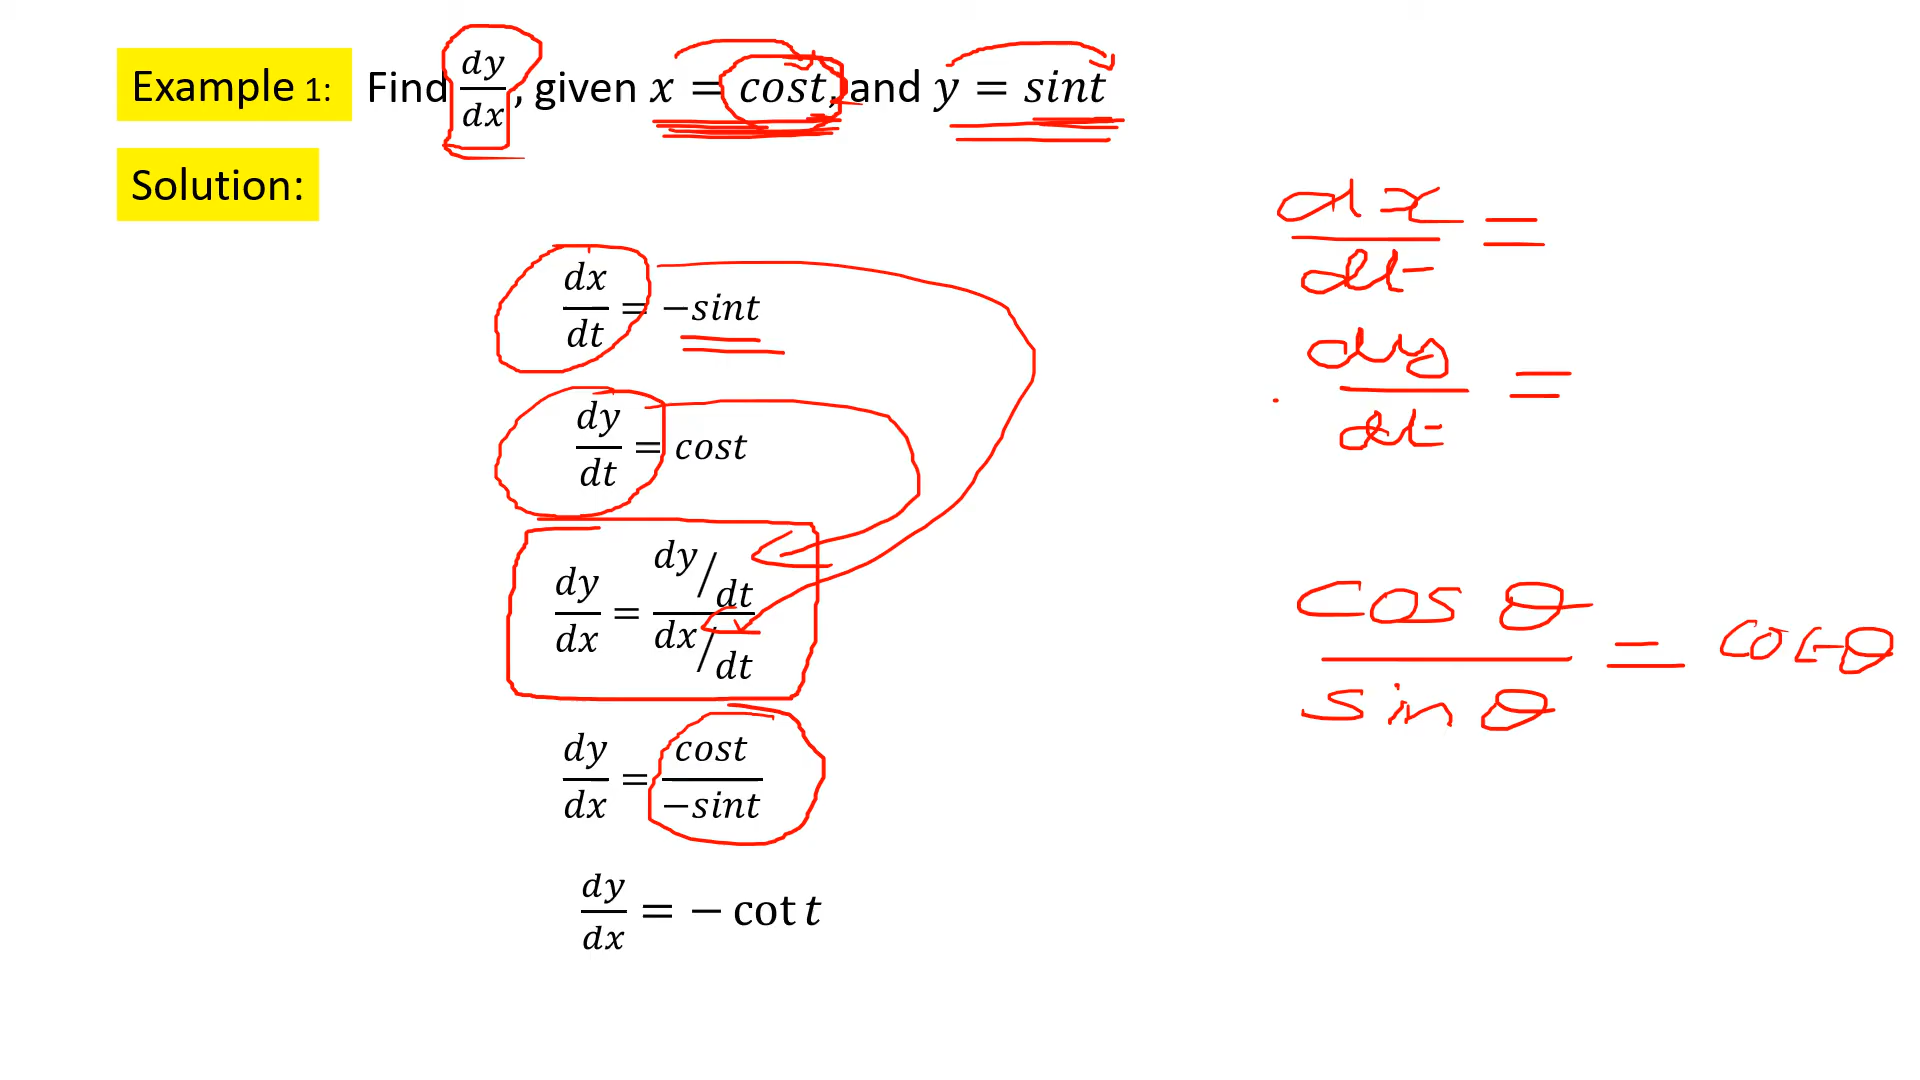 Example 1: Find dy/dx, given x = cost, and y = sint
Solution:
dx/dt = −sint
dy/dt = cost
dy/dx = (dy/dt)/(dx/dt)
dy/dx = cost/−sint
dy/dx = − cot t
dx/dt =
dy/dt =
cos θ/sin θ = cot θ